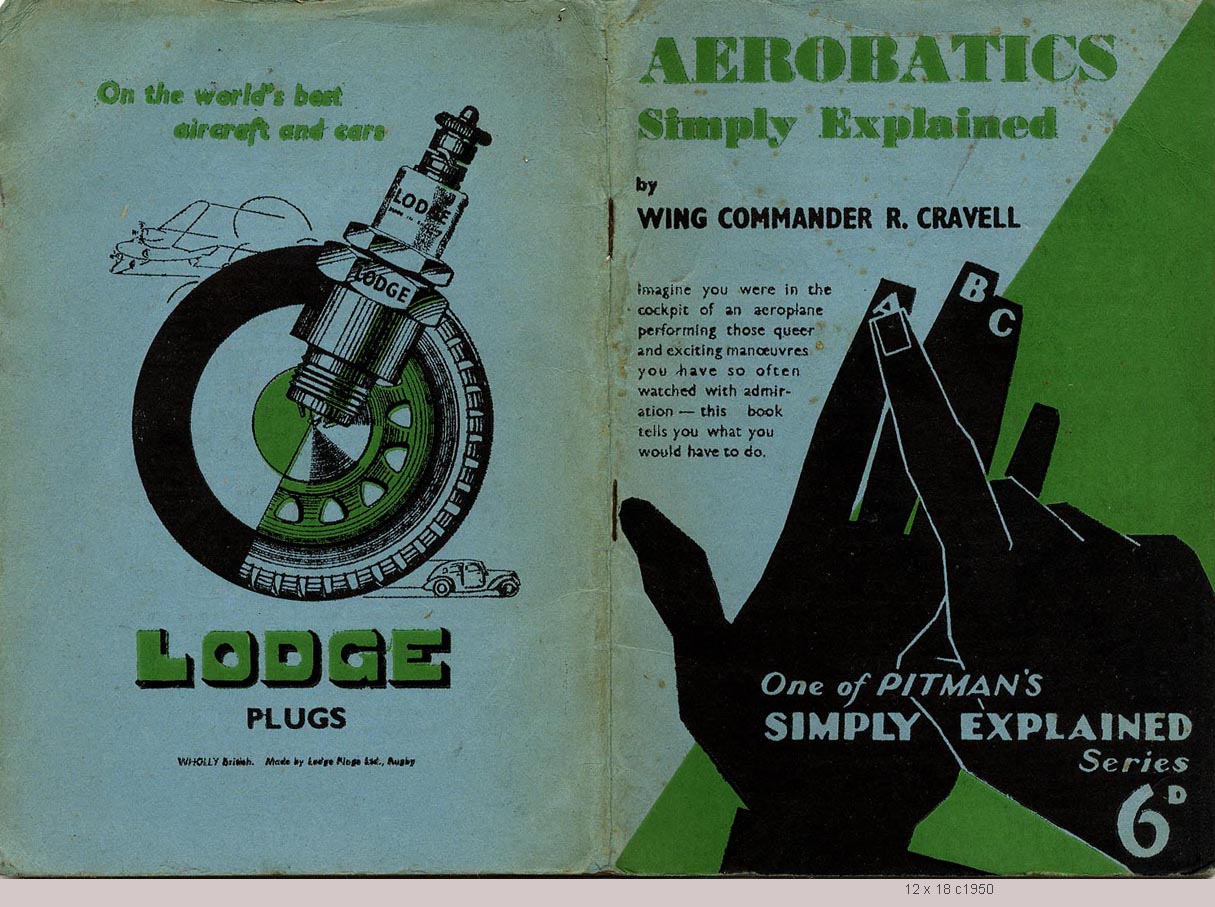 On the world's best
aircraft and cars
LODGE
LODGE
LODGE
PLUGS
WHOLLY British. Made by Lodge Plugs Ltd., Rugby
AEROBATICS
Simply Explained
by
WING COMMANDER R. CRAVELL
Imagine you were in the
cockpit of an aeroplane
performing those queer
and exciting manœuvres
you have so often
watched with admir-
ation — this book
tells you what you
would have to do.
A
B
C
One of PITMAN'S
SIMPLY EXPLAINED
Series
6D
12 x 18 c1950